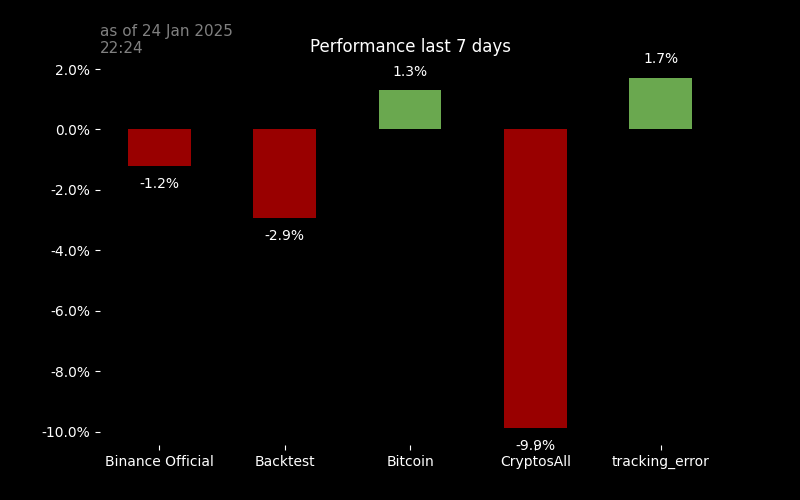 as of 24 Jan 2025
22:24
Performance last 7 days
2.0%
0.0%
-2.0%
-4.0%
-6.0%
-8.0%
-10.0%
-1.2%
-2.9%
1.3%
-9.9%
1.7%
Binance Official
Backtest
Bitcoin
CryptosAll
tracking_error